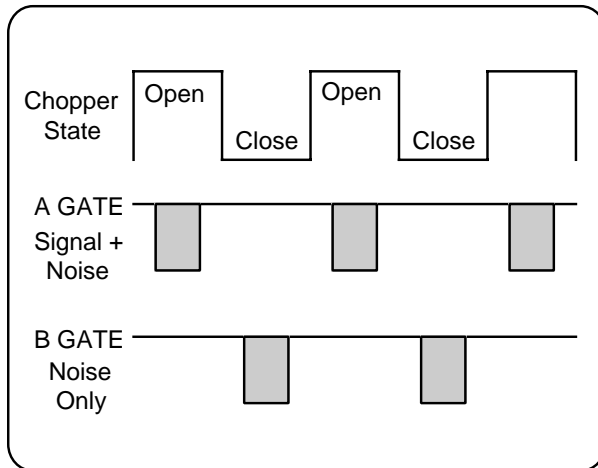 Chopper
State
Open
Close
Open
Close
A GATE
Signal +
Noise
B GATE
Noise
Only